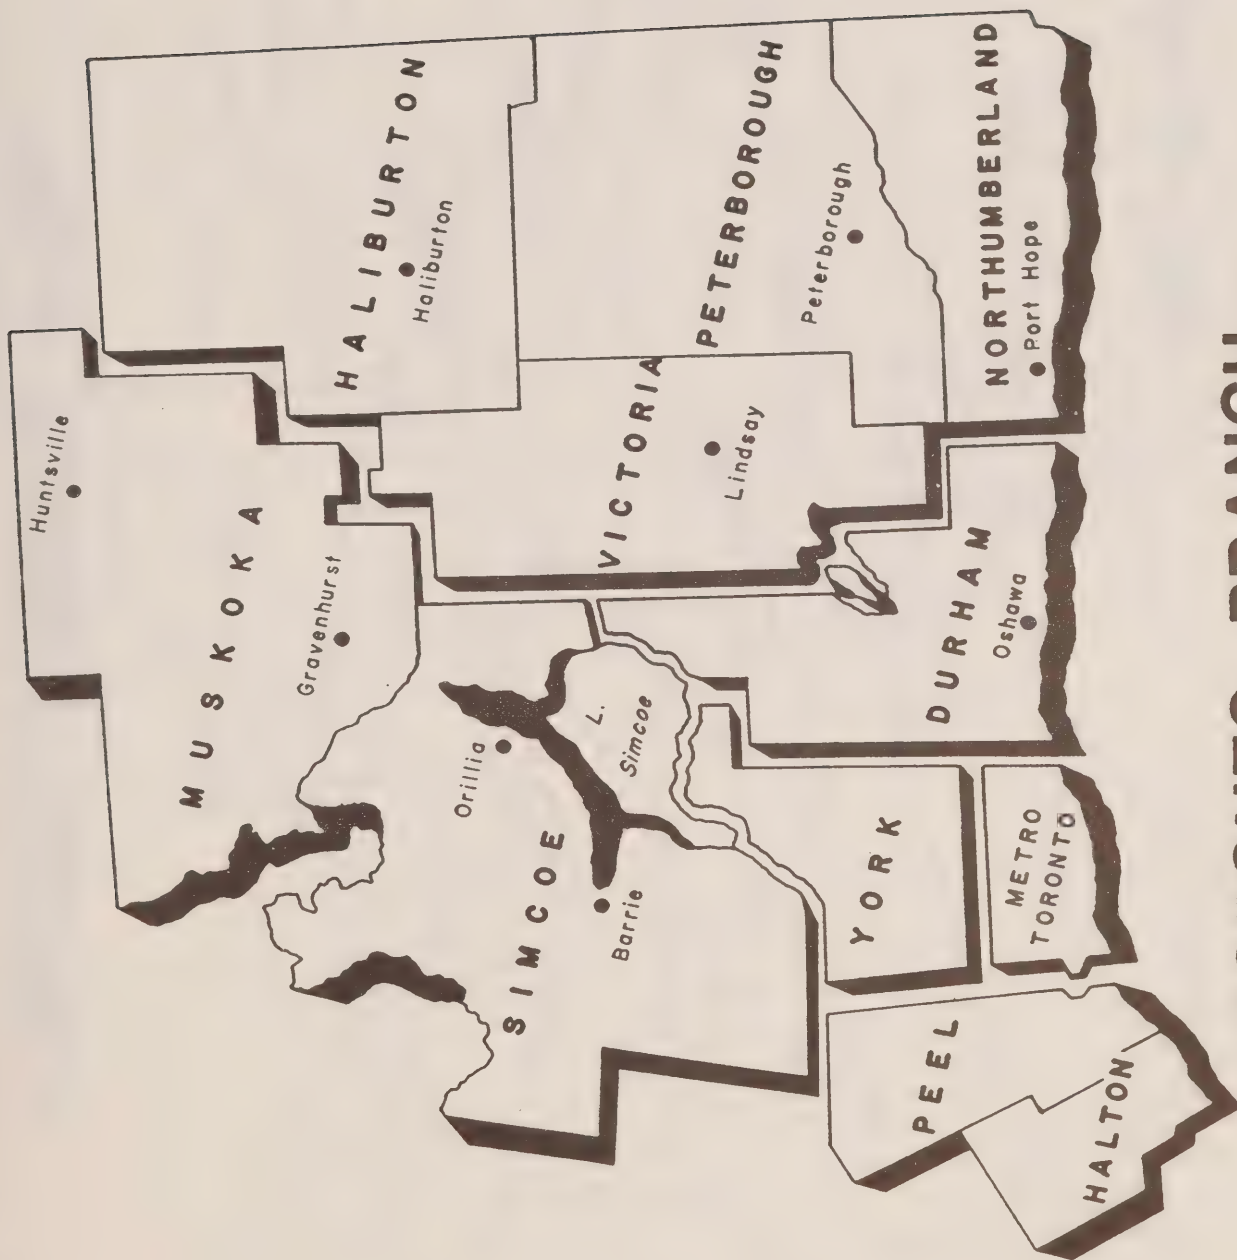 Huntsville
MUSKOKA
Gravenhurst
HALIBURTON
Haliburton
SIMCOE
Orillia
Barrie
L.
Simcoe
VICTORIA
Lindsay
PETERBOROUGH
Peterborough
NORTHUMBERLAND
Port Hope
DURHAM
Oshawa
YORK
METRO
TORONTO
PEEL
HALTON